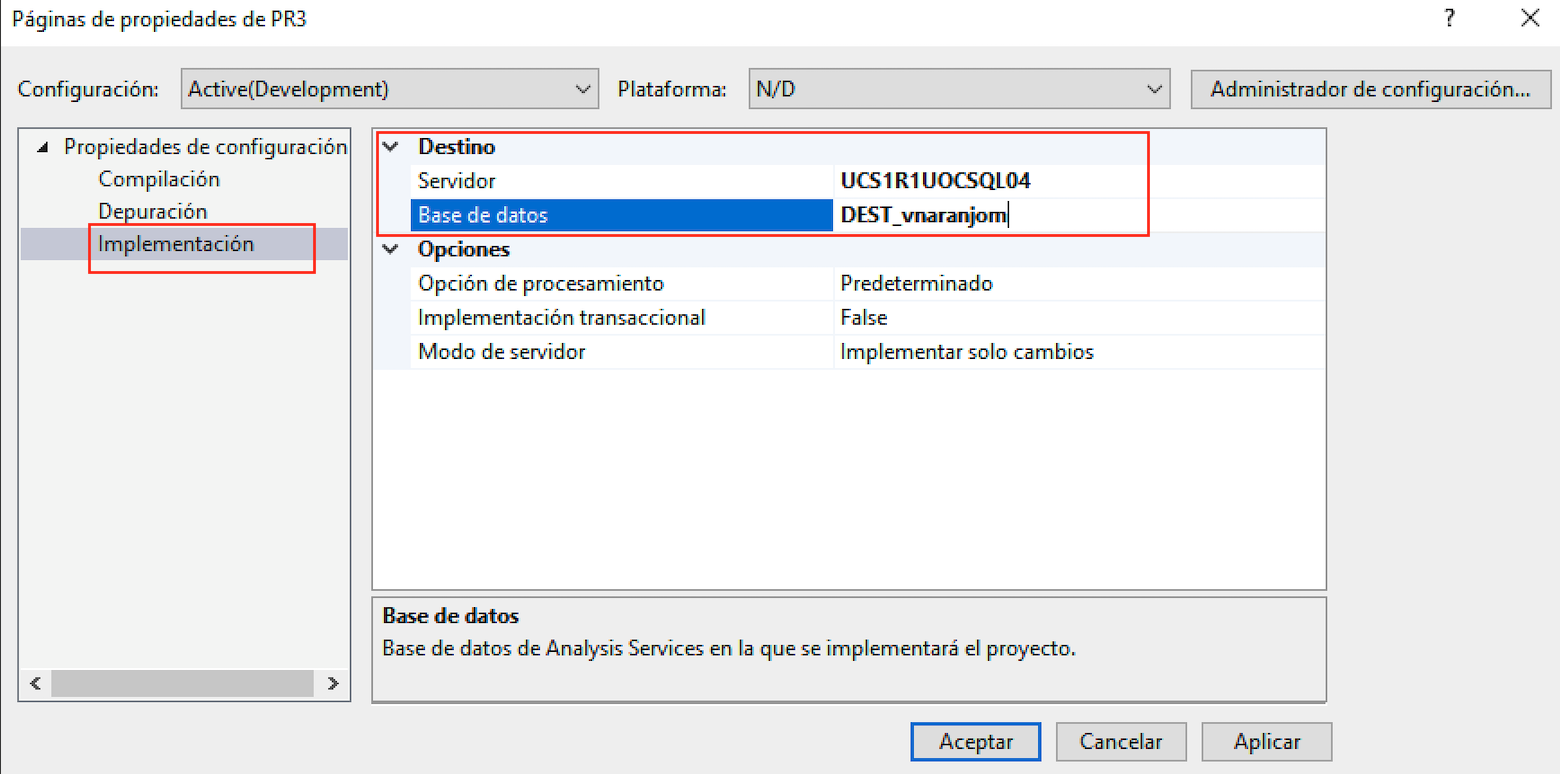 Páginas de propiedades de PR3 ? ×
Configuración: Active(Development) Plataforma: N/D Administrador de configuración...
Propiedades de configuración
Compilación
Depuración
Implementación
Destino
Servidor UCS1R1UOCSQL04
Base de datos DEST_vnaranjom
Opciones
Opción de procesamiento Predeterminado
Implementación transaccional False
Modo de servidor Implementar solo cambios
Base de datos
Base de datos de Analysis Services en la que se implementará el proyecto.
Aceptar Cancelar Aplicar